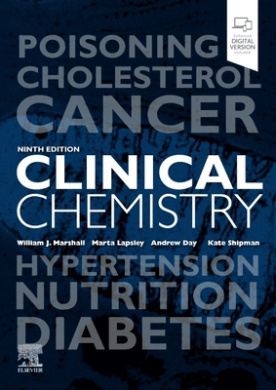 Enhanced
DIGITAL
VERSION
Included
POISONING
CHOLESTEROL
CANCER
NINTH EDITION
CLINICAL
CHEMISTRY
William J. Marshall Marta Lapsley Andrew Day Kate Shipman
HYPERTENSION
NUTRITION
DIABETES
ELSEVIER